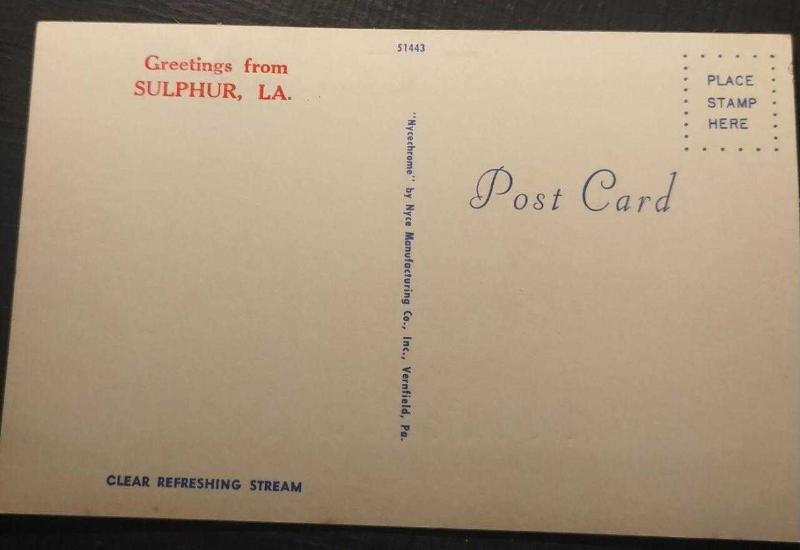 Greetings from
SULPHUR, LA.
CLEAR REFRESHING STREAM
51443
"Nycechrome" by Nyce Manufacturing Co., Inc., Vernfield, Pa.
PLACE
STAMP
HERE
Post Card